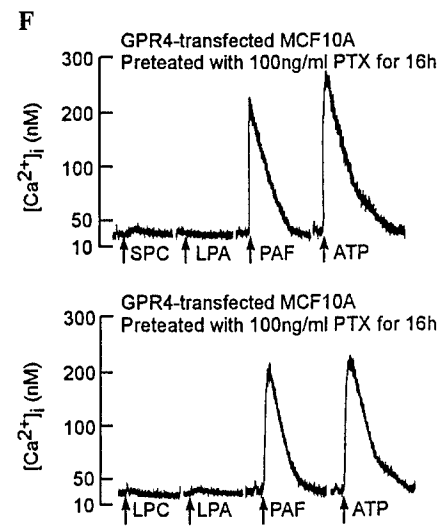 F
GPR4-transfected MCF10A
Preteated with 100ng/ml PTX for 16h
300
200
100
50
10
[Ca2+]i (nM)
SPC LPA PAF ATP
GPR4-transfected MCF10A
Preteated with 100ng/ml PTX for 16h
300
200
100
50
10
[Ca2+]i (nM)
LPC LPA PAF ATP